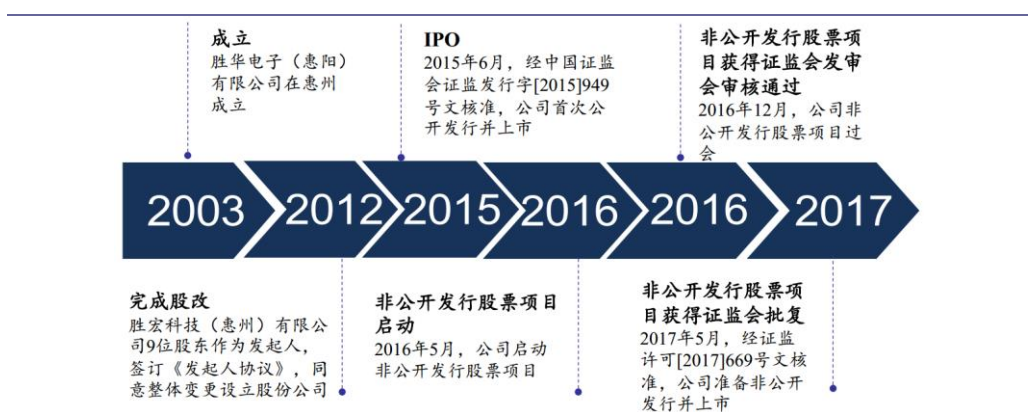 成立
胜华电子（惠阳）
有限公司在惠州
成立
IPO
2015年6月，经中国证监
会证监发行字[2015]949
号文核准，公司首次公
开发行并上市
非公开发行股票项
目获得证监会发审
会审核通过
2016年12月，公司非
公开发行股票项目过
会
2003
2012
2015
2016
2016
2017
完成股改
胜宏科技（惠州）有限公
司9位股东作为发起人，
签订《发起人协议》，同
意整体变更设立股份公司
非公开发行股票项目
启动
2016年5月，公司启动
非公开发行股票项目
非公开发行股票项
目获得证监会批复
2017年5月，经证监
许可[2017]669号文核
准，公司准备非公开
发行并上市